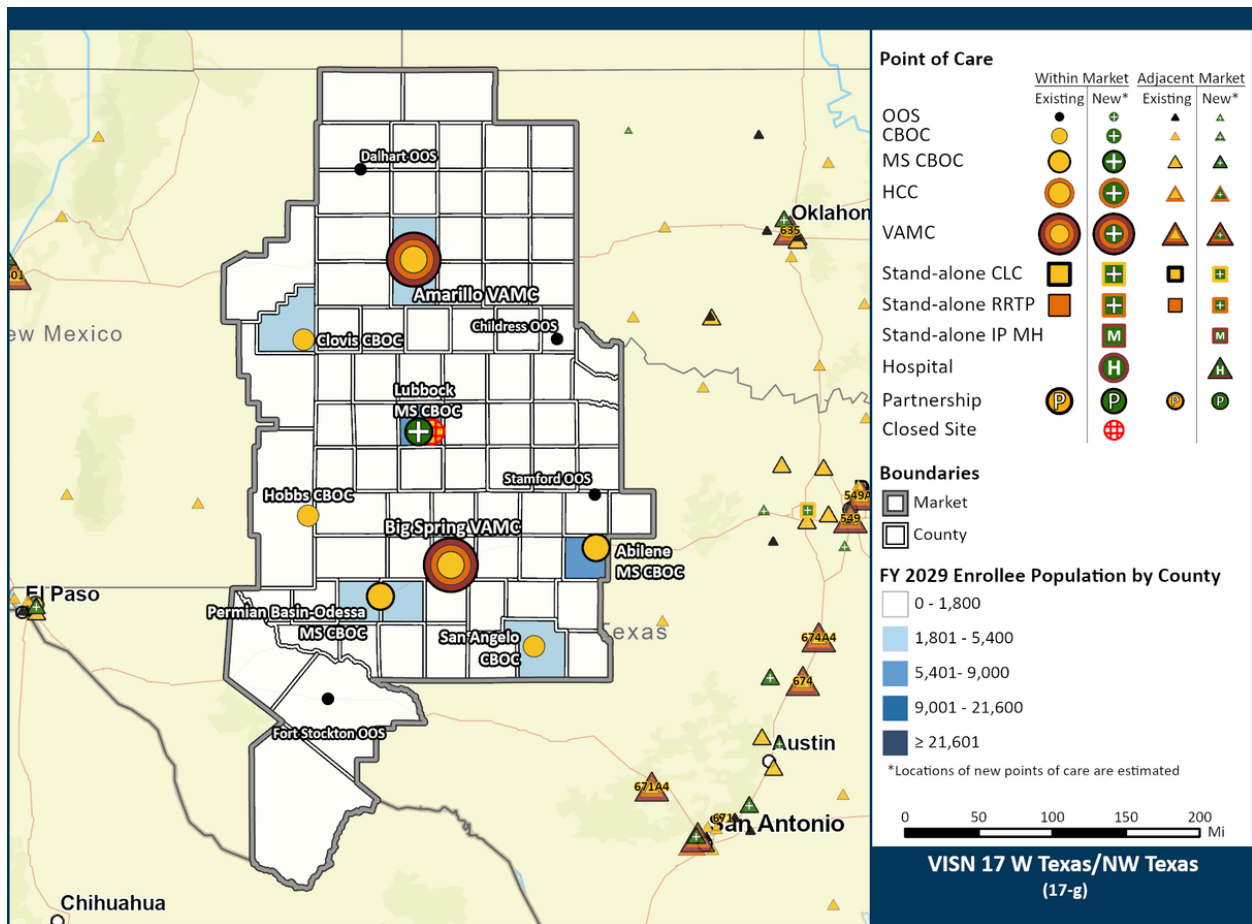 Dalhart OOS
Oklahom
635
501
Amarillo VAMC
ew Mexico
Clovis CBOC
Childress OOS
Lubbock
MS CBOC
Hobbs CBOC
Stamford OOS
549A
549
Big Spring VAMC
Abilene
MS CBOC
El Paso
Permian Basin-Odessa
MS CBOC
San Angelo
CBOC
Texas
674A4
674
Fort Stockton OOS
Austin
671A4
671
San Antonio
Chihuahua
Point of Care
Within Market Adjacent Market
Existing New* Existing New*
OOS
CBOC
MS CBOC
HCC
VAMC
Stand-alone CLC
Stand-alone RRTP
Stand-alone IP MH
M M
Hospital
H H
Partnership
P P P P
Closed Site
Boundaries
Market
County
FY 2029 Enrollee Population by County
0 - 1,800
1,801 - 5,400
5,401- 9,000
9,001 - 21,600
≥ 21,601
*Locations of new points of care are estimated
0 50 100 150 200
Mi
VISN 17 W Texas/NW Texas
(17-g)